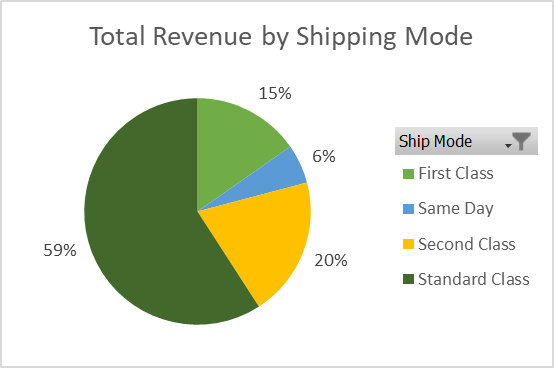 Total Revenue by Shipping Mode
15%
6%
20%
59%
Ship Mode
First Class
Same Day
Second Class
Standard Class